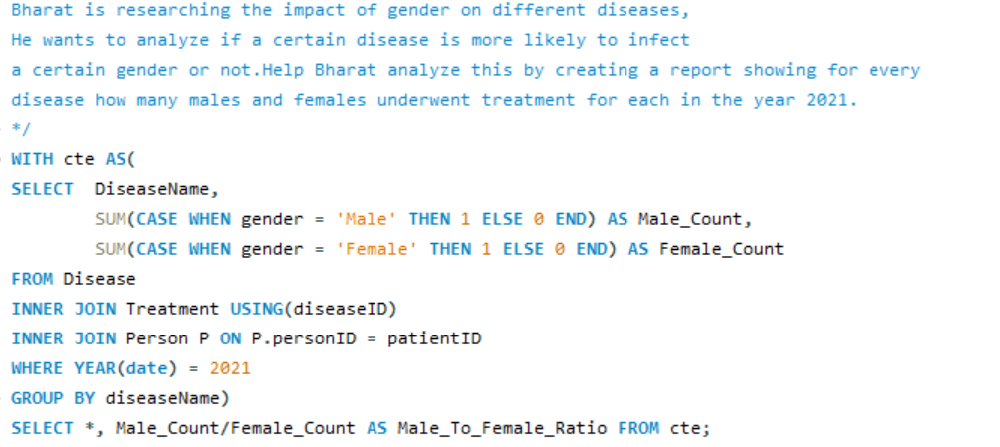 Bharat is researching the impact of gender on different diseases,
He wants to analyze if a certain disease is more likely to infect
a certain gender or not.Help Bharat analyze this by creating a report showing for every
disease how many males and females underwent treatment for each in the year 2021.
*/
WITH cte AS(
SELECT  DiseaseName,
        SUM(CASE WHEN gender = 'Male' THEN 1 ELSE 0 END) AS Male_Count,
        SUM(CASE WHEN gender = 'Female' THEN 1 ELSE 0 END) AS Female_Count
FROM Disease
INNER JOIN Treatment USING(diseaseID)
INNER JOIN Person P ON P.personID = patientID
WHERE YEAR(date) = 2021
GROUP BY diseaseName)
SELECT *, Male_Count/Female_Count AS Male_To_Female_Ratio FROM cte;